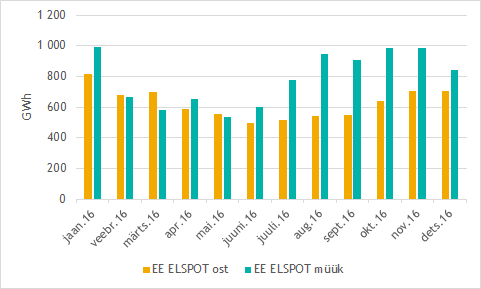 1 200
1 000
800
600
400
200
0
GWh
jaan.16
veebr.16
märts.16
apr.16
mai.16
juuni.16
juuli.16
aug.16
sept.16
okt.16
nov.16
dets.16
EE ELSPOT ost
EE ELSPOT müük